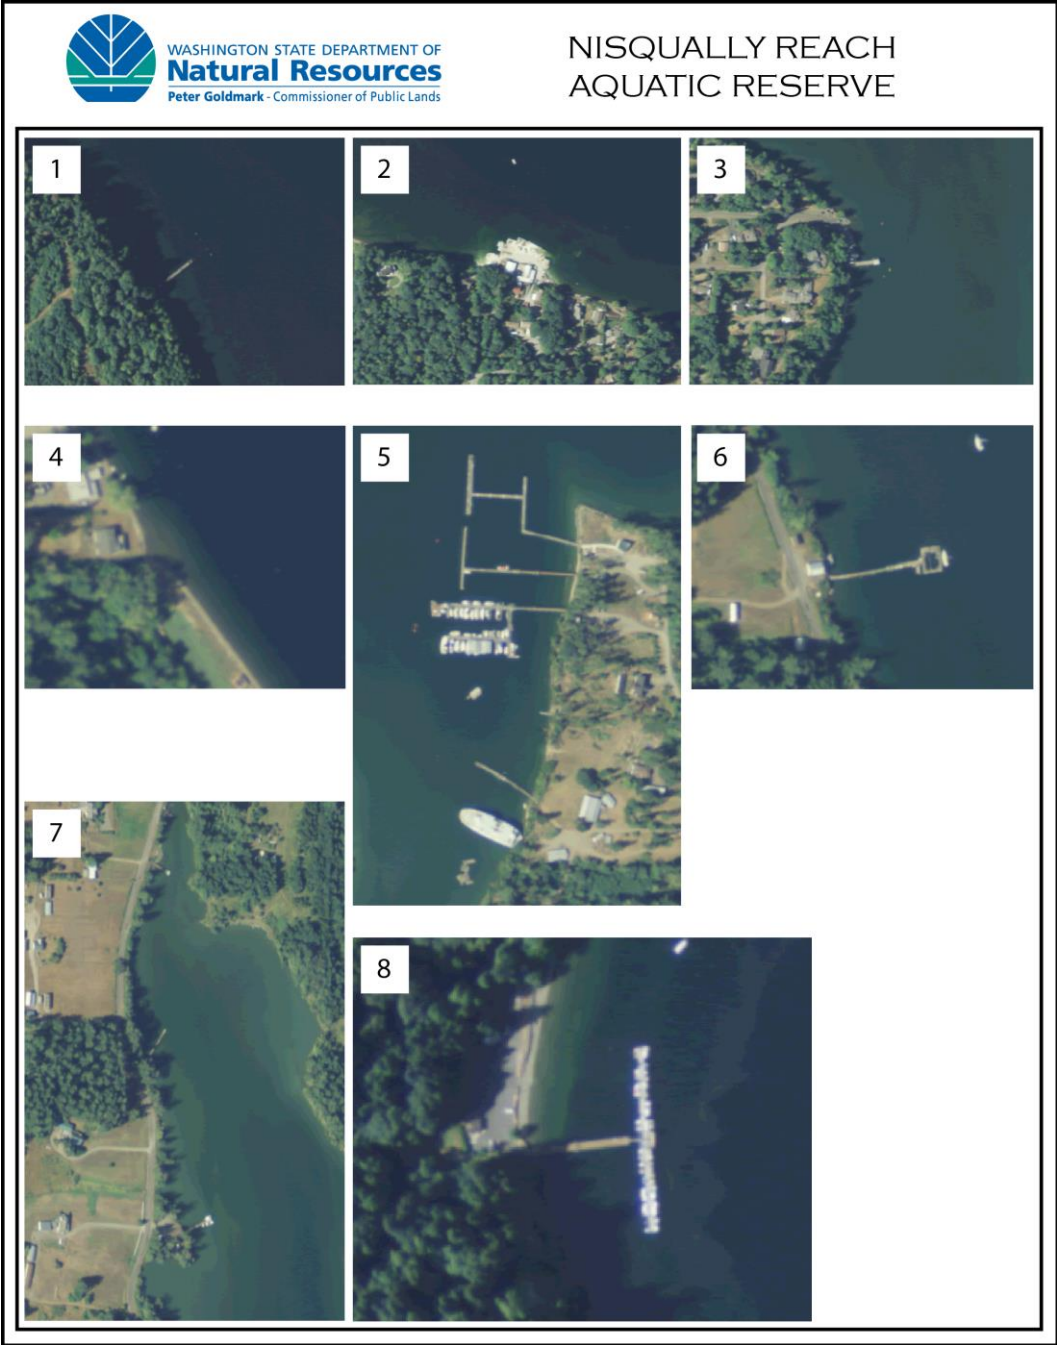 WASHINGTON STATE DEPARTMENT OF
Natural Resources
Peter Goldmark - Commissioner of Public Lands
NISQUALLY REACH
AQUATIC RESERVE
1
2
3
4
5
6
7
8